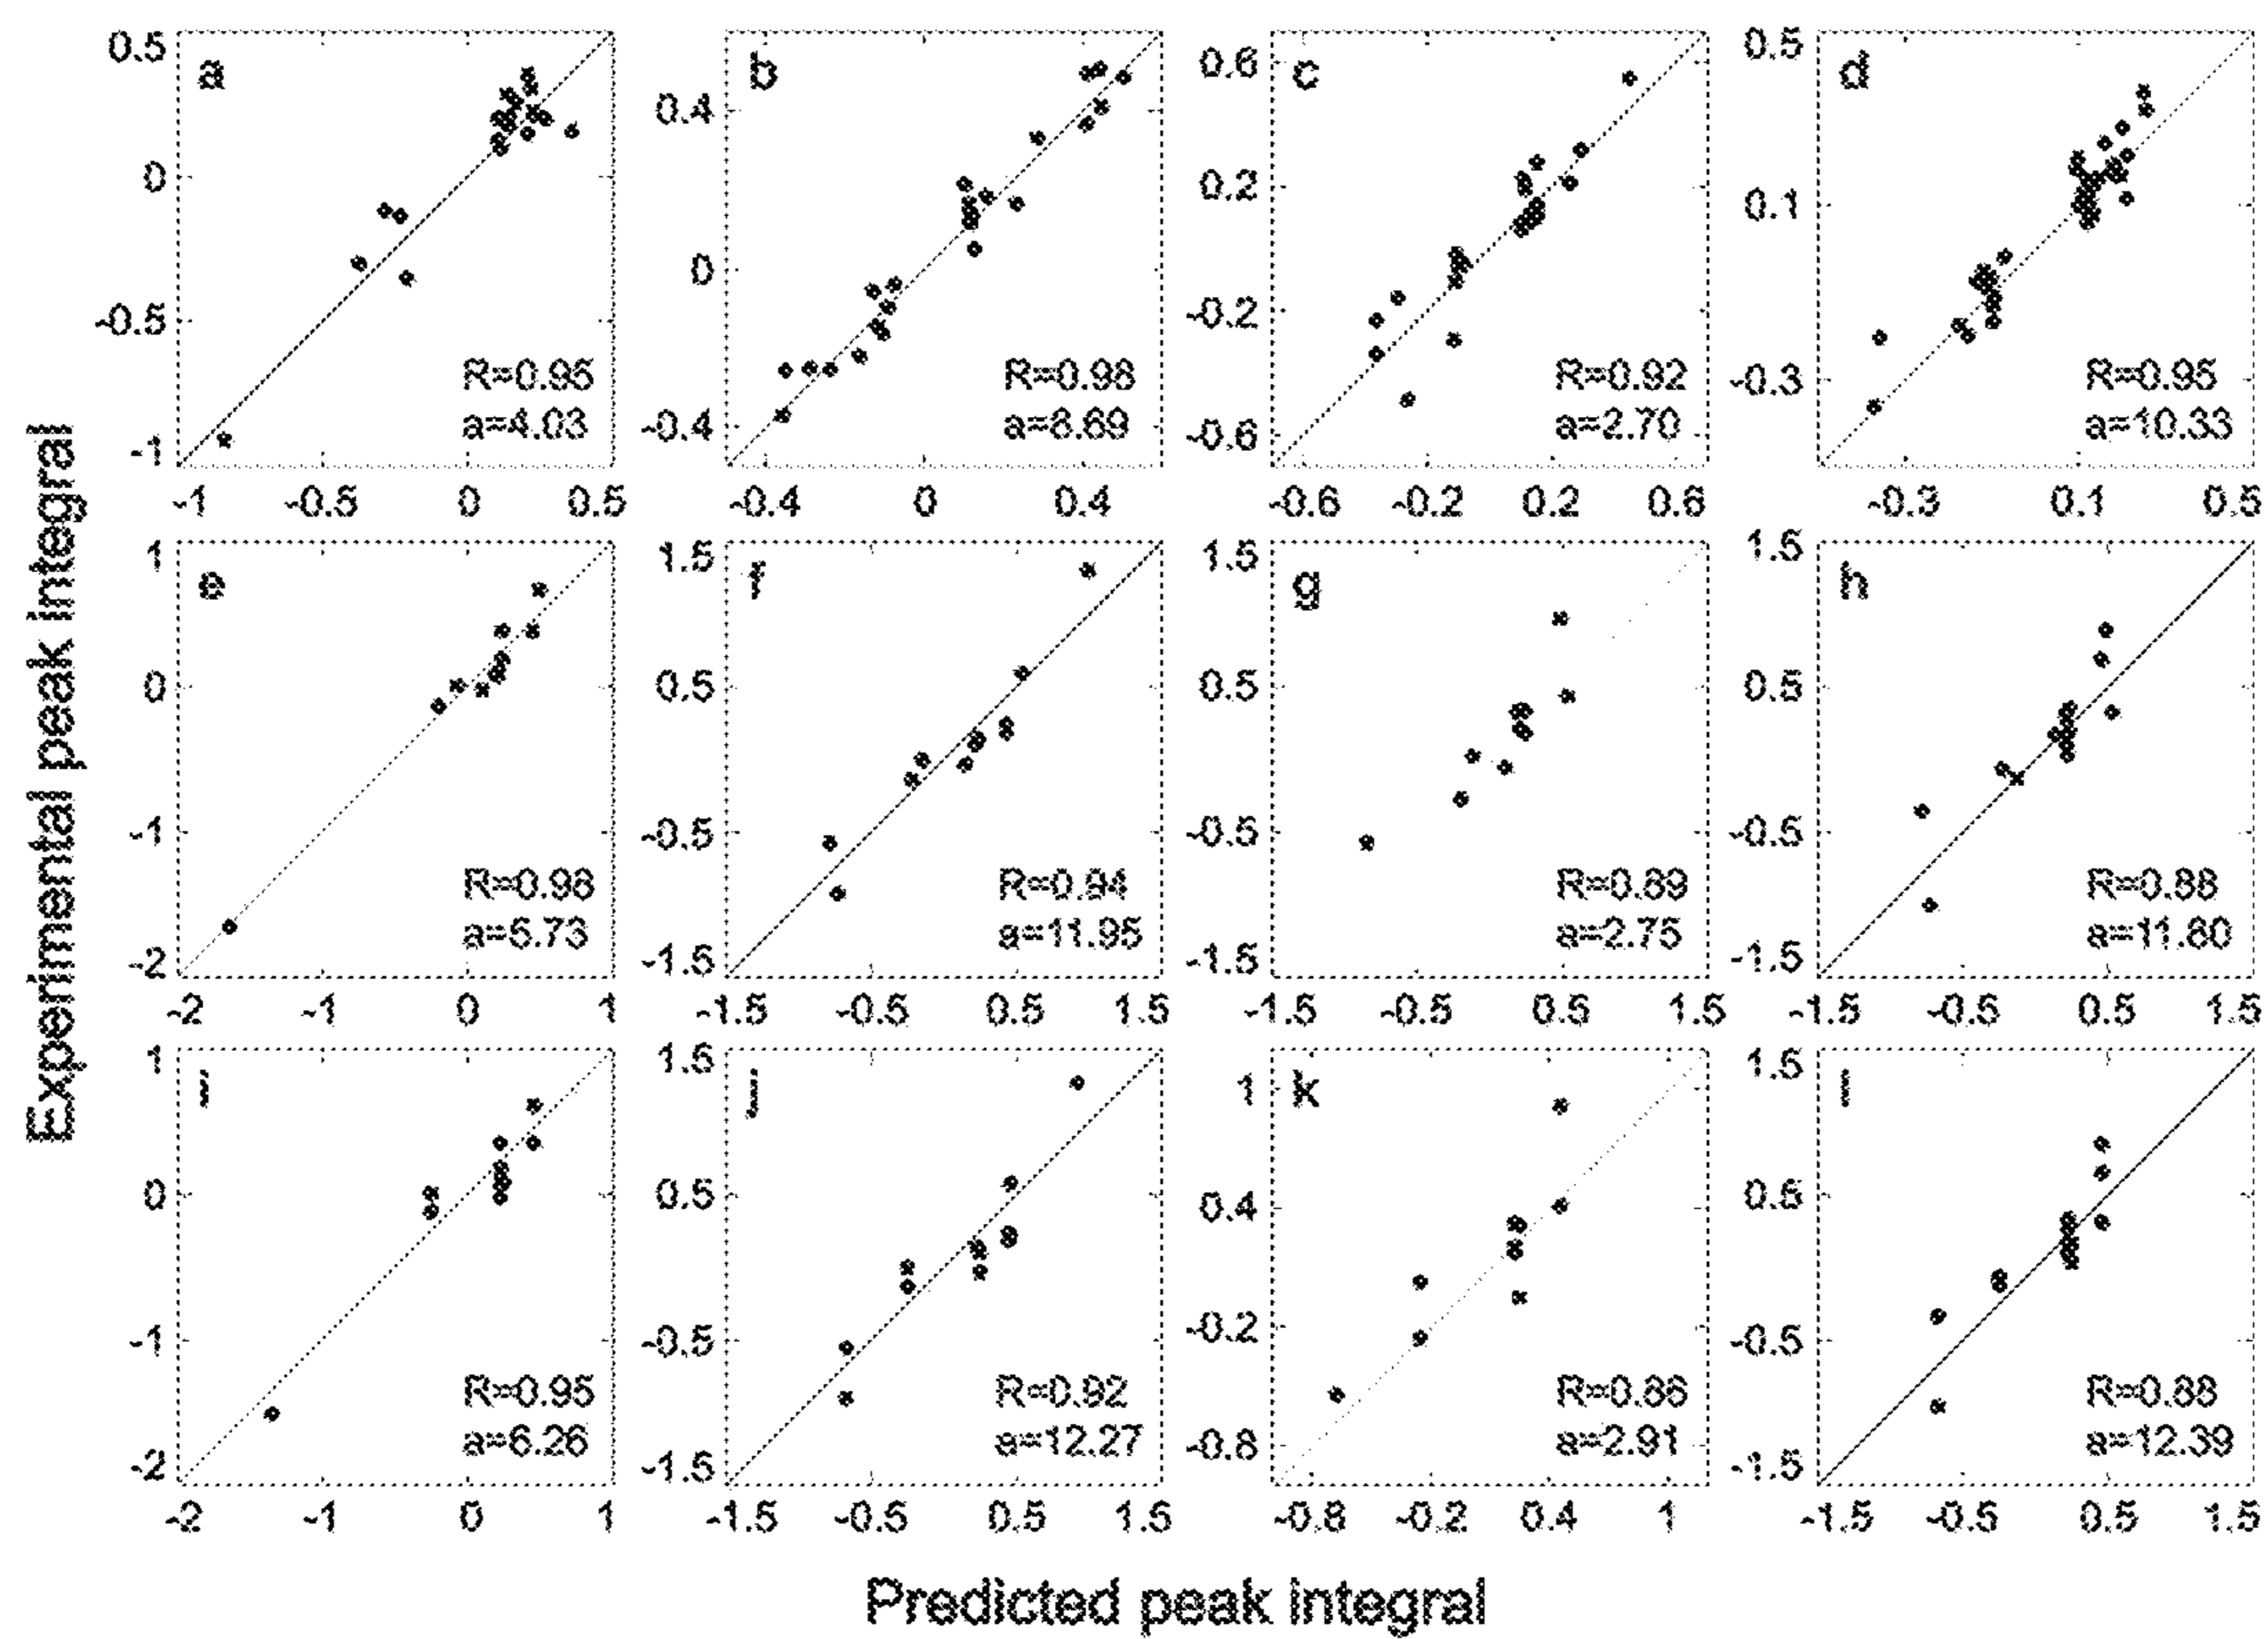 Experimental peak integral
0.5
0
-0.5
-1
a
R=0.95
a=4.03
-1 -0.5 0 0.5
0.4
0
-0.4
b
R=0.98
a=8.69
-0.4 0 0.4
0.6
0.2
-0.2
-0.6
c
R=0.92
a=2.70
-0.6 -0.2 0.2 0.6
0.5
0.1
-0.3
d
R=0.95
a=10.33
-0.3 0.1 0.5
1
0
-1
-2
e
R=0.98
a=5.73
-2 -1 0 1
1.5
0.5
-0.5
-1.5
f
R=0.94
a=11.95
-1.5 -0.5 0.5 1.5
1.5
0.5
-0.5
-1.5
g
R=0.89
a=2.75
-1.5 -0.5 0.5 1.5
1.5
0.5
-0.5
-1.5
h
R=0.88
a=11.60
-1.5 -0.5 0.5 1.5
1
0
-1
-2
i
R=0.95
a=6.26
-2 -1 0 1
1.5
0.5
-0.5
-1.5
j
R=0.92
a=12.27
-1.5 -0.5 0.5 1.5
1
0.4
-0.2
-0.8
k
R=0.86
a=2.91
-0.8 -0.2 0.4 1
1.5
0.5
-0.5
-1.5
l
R=0.88
a=12.39
-1.5 -0.5 0.5 1.5
Predicted peak integral